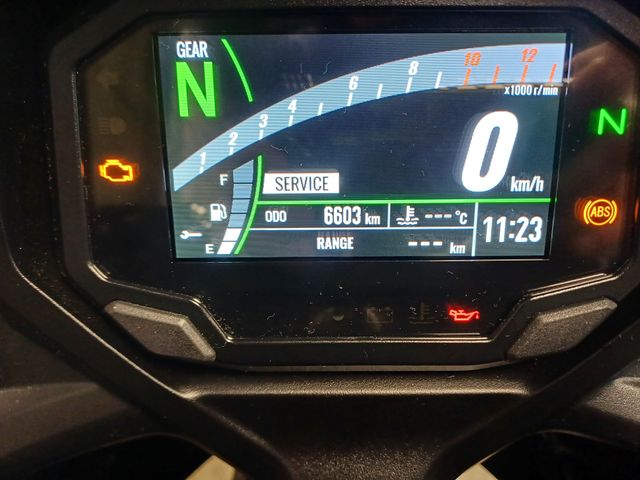 GEAR
N
1 2 3 4 6 8 10 12
x1000 r/min
N
0 km/h
F
SERVICE
ABS
ODO 6603 km
--- °C
11:23
E
RANGE --- km